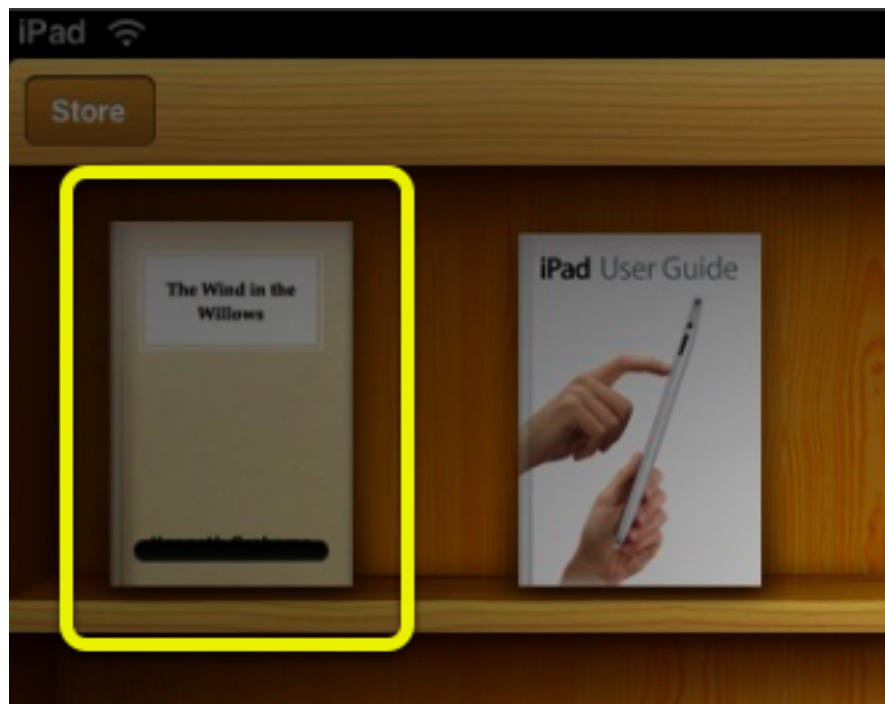 iPad
Store
The Wind in the
Willows
iPad User Guide